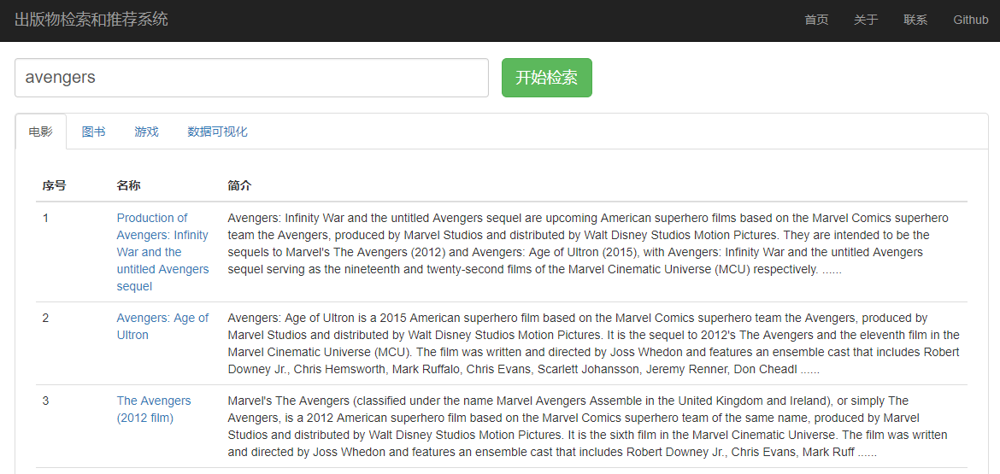 出版物检索和推荐系统 首页 关于 联系 Github
avengers 开始检索
电影 图书 游戏 数据可视化
序号 名称 简介
1
Production of
Avengers: Infinity
War and the
untitled Avengers
sequel
Avengers: Infinity War and the untitled Avengers sequel are upcoming American superhero films based on the Marvel Comics superhero
team the Avengers, produced by Marvel Studios and distributed by Walt Disney Studios Motion Pictures. They are intended to be the
sequels to Marvel's The Avengers (2012) and Avengers: Age of Ultron (2015), with Avengers: Infinity War and the untitled Avengers
sequel serving as the nineteenth and twenty-second films of the Marvel Cinematic Universe (MCU) respectively. ......
2
Avengers: Age of
Ultron
Avengers: Age of Ultron is a 2015 American superhero film based on the Marvel Comics superhero team the Avengers, produced by
Marvel Studios and distributed by Walt Disney Studios Motion Pictures. It is the sequel to 2012's The Avengers and the eleventh film in the
Marvel Cinematic Universe (MCU). The film was written and directed by Joss Whedon and features an ensemble cast that includes Robert
Downey Jr., Chris Hemsworth, Mark Ruffalo, Chris Evans, Scarlett Johansson, Jeremy Renner, Don Cheadl ......
3
The Avengers
(2012 film)
Marvel's The Avengers (classified under the name Marvel Avengers Assemble in the United Kingdom and Ireland), or simply The
Avengers, is a 2012 American superhero film based on the Marvel Comics superhero team of the same name, produced by Marvel
Studios and distributed by Walt Disney Studios Motion Pictures. It is the sixth film in the Marvel Cinematic Universe. The film was written
and directed by Joss Whedon and features an ensemble cast that includes Robert Downey Jr., Chris Evans, Mark Ruff ......